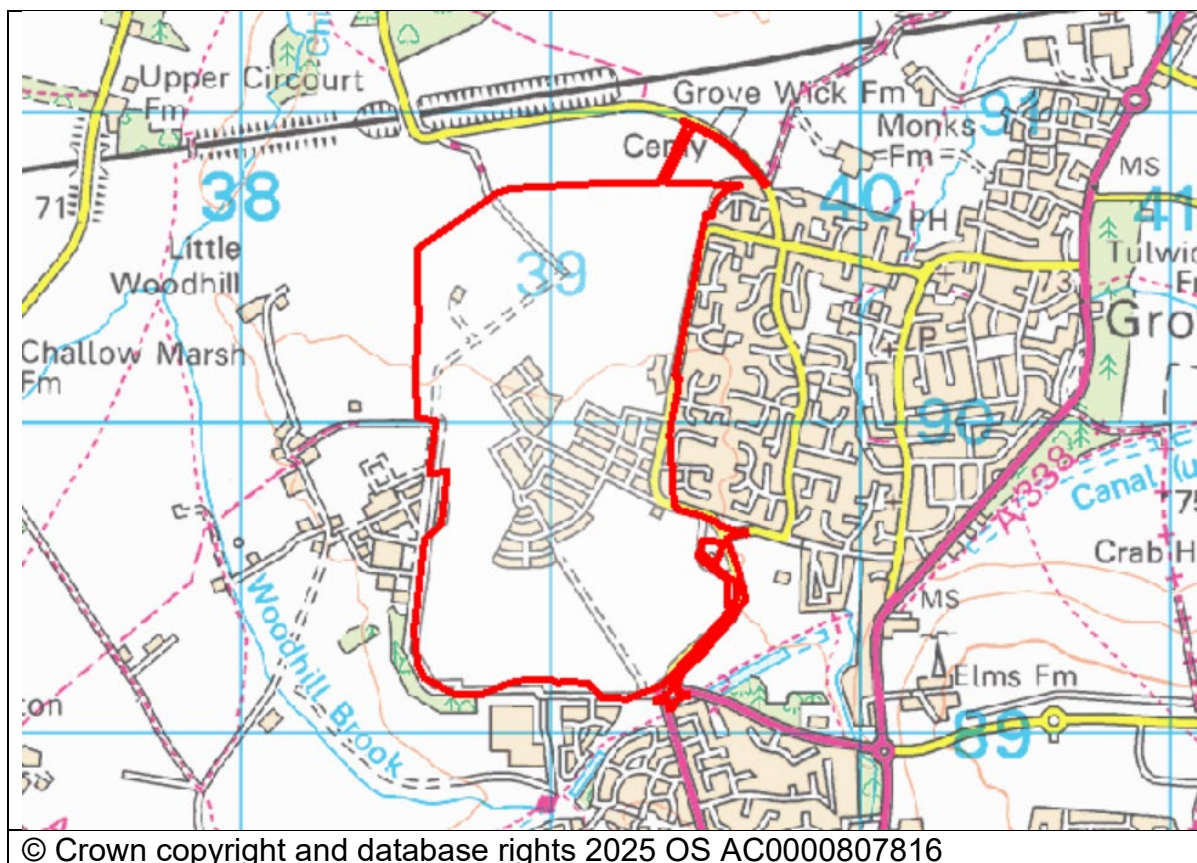 Upper Circourt
Fm
Grove Wick Fm
91
Monks
Fm
Cemy
MS
38
40
41
71
PH
Little
Woodhill
39
Tulwic
Challow Marsh
Fm
P
Gro
90
A 338
Canal (u
75
Crab H
Woodhill Brook
MS
Elms Fm
on
89
© Crown copyright and database rights 2025 OS AC0000807816